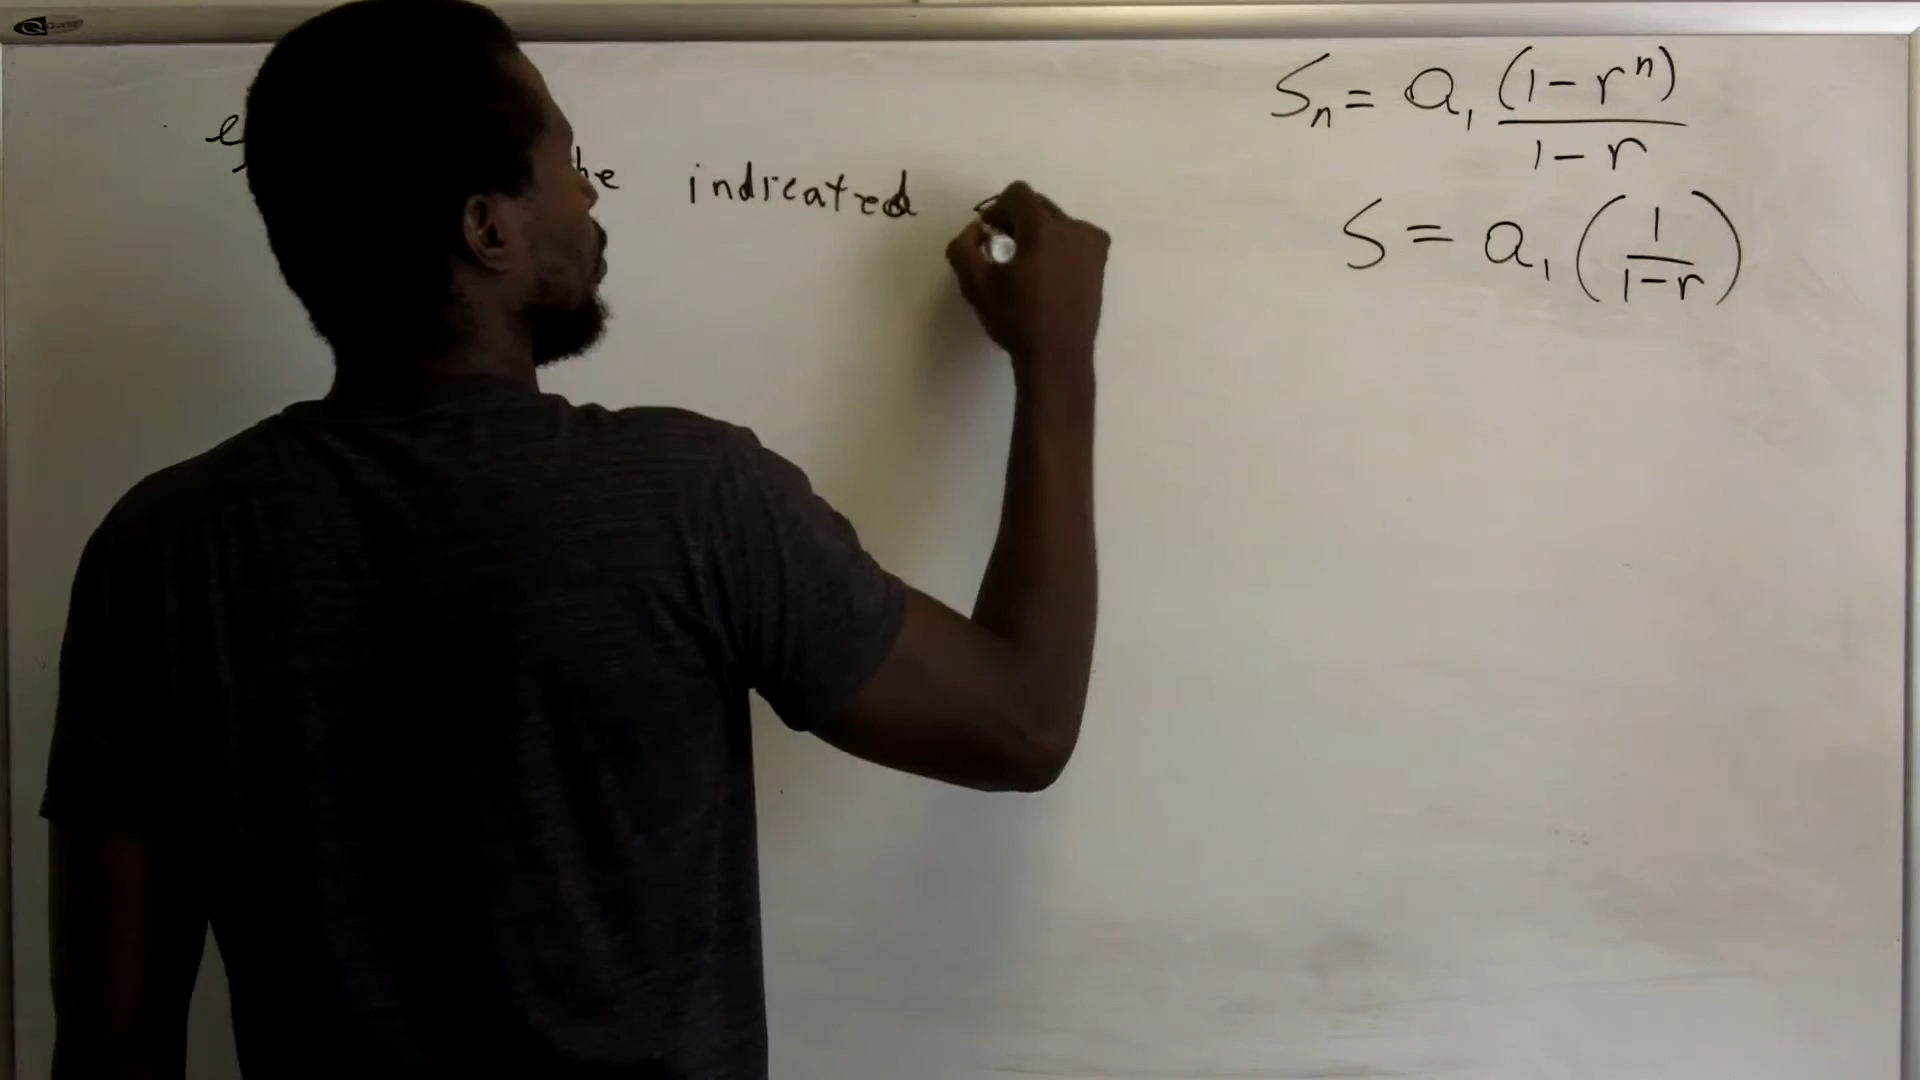 he indicated
Sₙ = a₁ (1 - rⁿ) / (1 - r)
S = a₁ (1 / (1 - r))